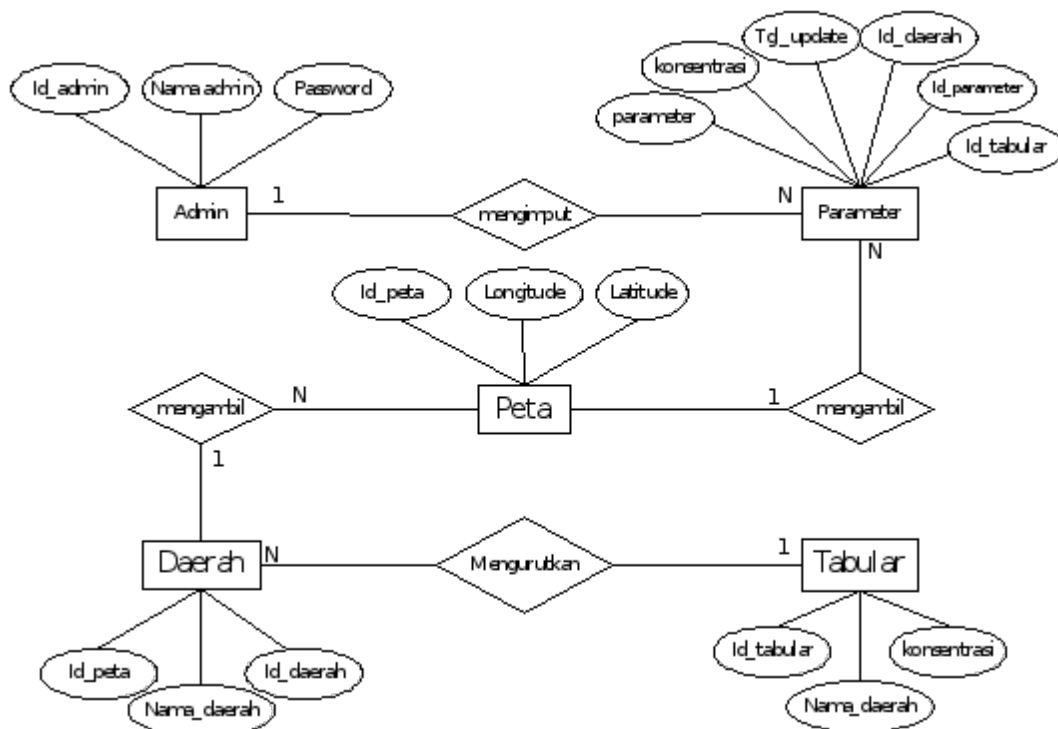 Tgl_update
Id_daerah
konsentrasi
Id_admin
Nama admin
Password
Id_parameter
parameter
Id_tabular
Admin
1
mengimput
N
Parameter
N
Id_peta
Longitude
Latitude
mengambil
N
Peta
1
mengambil
1
Daerah
N
Mengurutkan
1
Tabular
Id_peta
Id_daerah
Id_tabular
konsentrasi
Nama_daerah
Nama_daerah